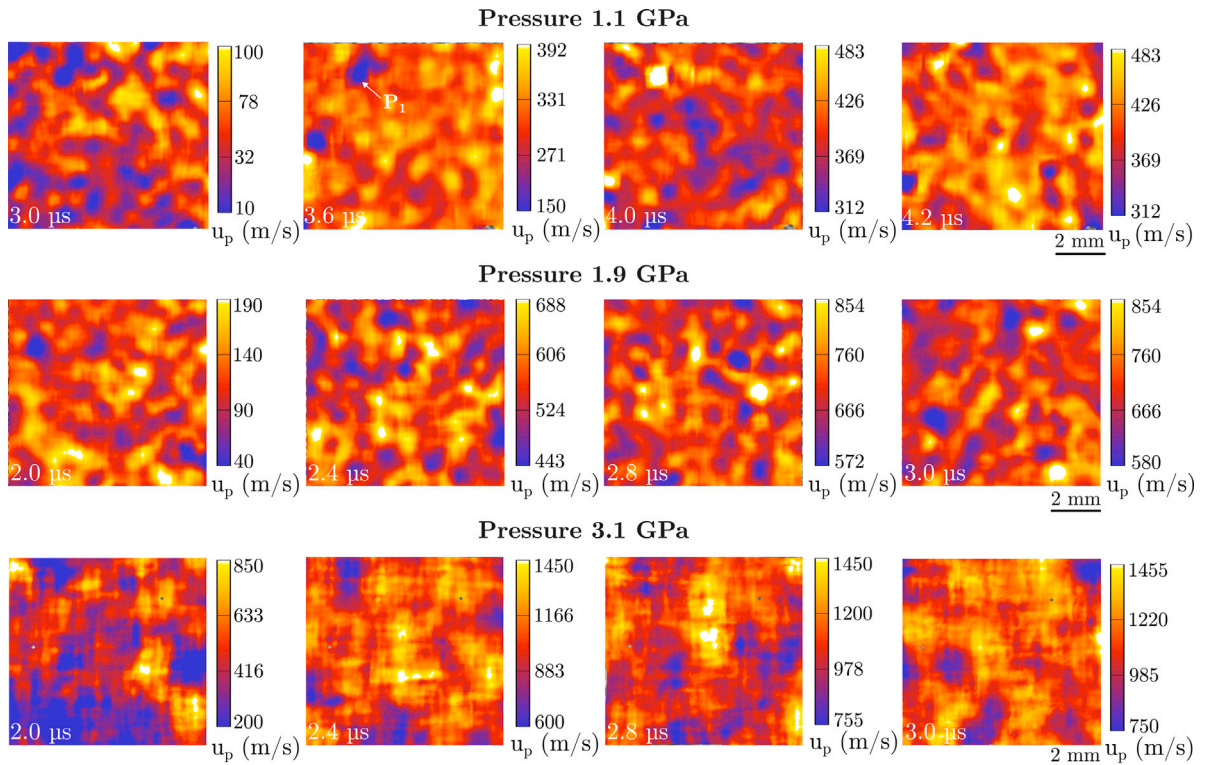 Pressure 1.1 GPa
100
78
32
10
3.0 µs
u_p (m/s)
P_1
392
331
271
150
3.6 µs
u_p (m/s)
483
426
369
312
4.0 µs
u_p (m/s)
483
426
369
312
4.2 µs
u_p (m/s)
2 mm
Pressure 1.9 GPa
190
140
90
40
2.0 µs
u_p (m/s)
688
606
524
443
2.4 µs
u_p (m/s)
854
760
666
572
2.8 µs
u_p (m/s)
854
760
666
580
3.0 µs
u_p (m/s)
2 mm
Pressure 3.1 GPa
850
633
416
200
2.0 µs
u_p (m/s)
1450
1166
883
600
2.4 µs
u_p (m/s)
1450
1200
978
755
2.8 µs
u_p (m/s)
1455
1220
985
750
3.0 µs
u_p (m/s)
2 mm